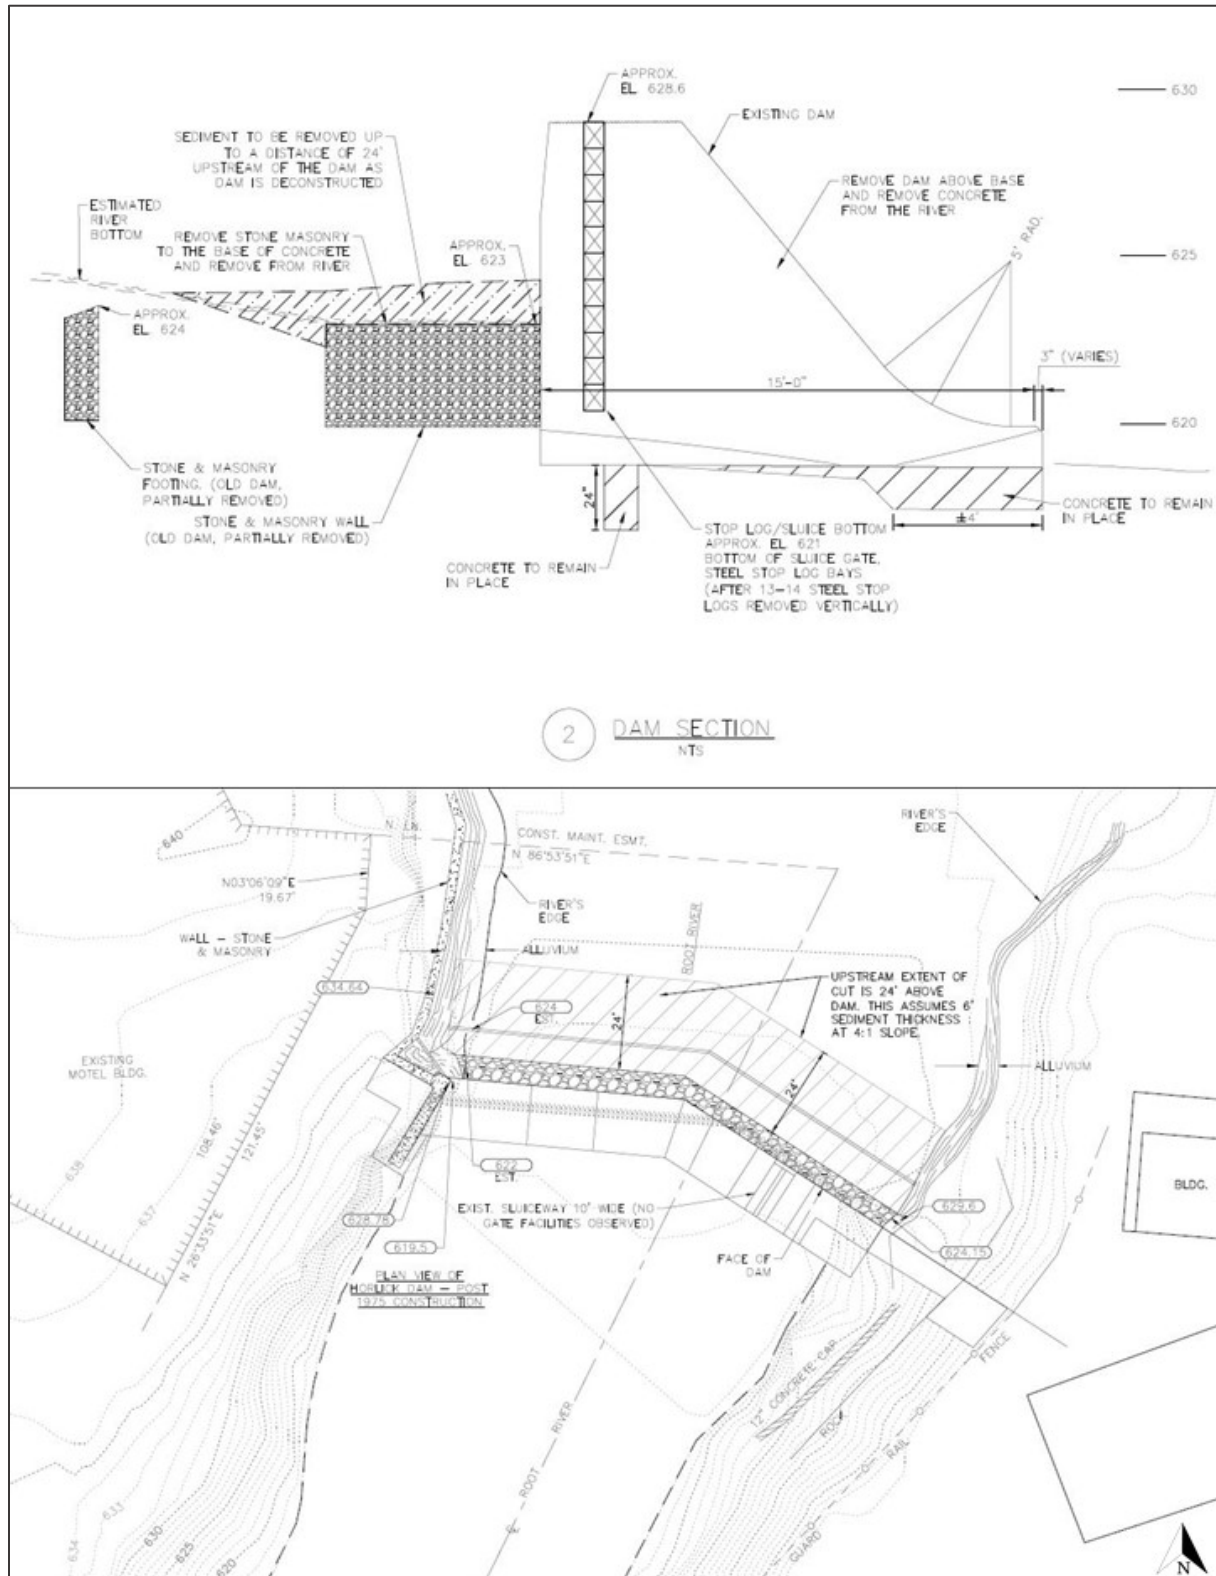 APPROX.
EL 628.6
630
EXISTING DAM
SEDIMENT TO BE REMOVED UP
TO A DISTANCE OF 24'
UPSTREAM OF THE DAM AS
DAM IS DECONSTRUCTED
REMOVE DAM ABOVE BASE
AND REMOVE CONCRETE
FROM THE RIVER
ESTIMATED
RIVER
BOTTOM
REMOVE STONE MASONRY
TO THE BASE OF CONCRETE
AND REMOVE FROM RIVER
APPROX.
EL 623
5' RAD.
625
APPROX.
EL 624
3" (VARIES)
15'-0"
620
STONE & MASONRY
FOOTING. (OLD DAM,
PARTIALLY REMOVED)
24"
±4'
CONCRETE TO REMAIN
IN PLACE
STONE & MASONRY WALL
(OLD DAM, PARTIALLY REMOVED)
STOP LOG/SLUICE BOTTOM
APPROX. EL 621
BOTTOM OF SLUICE GATE,
STEEL STOP LOG BAYS
(AFTER 13-14 STEEL STOP
LOGS REMOVED VERTICALLY)
CONCRETE TO REMAIN
IN PLACE
2
DAM SECTION
NTS
RIVER'S
EDGE
640
N. LN.
CONST. MAINT. ESMT.
N 86°53'51"E
N03°06'09"E
19.67'
RIVER'S
EDGE
ROOT RIVER
WALL - STONE
& MASONRY
ALLUVIUM
UPSTREAM EXTENT OF
CUT IS 24' ABOVE
DAM. THIS ASSUMES 6'
SEDIMENT THICKNESS
AT 4:1 SLOPE
634.64
624
EST.
24'
EXISTING
MOTEL BLDG.
ALLUVIUM
24'
108.46'
121.45'
638
637
N 26°33'51"E
622
EST.
BLDG.
EXIST. SLUICEWAY 10' WIDE (NO
GATE FACILITIES OBSERVED)
629.6
628.78
619.5
624.15
FACE OF
DAM
PLAN VIEW OF
HORLICK DAM - POST
1975 CONSTRUCTION
FENCE
12" CONCRETE CAP
ROCK
RIVER
ROOT
RAIL
GUARD
634
633
630
625
620
N